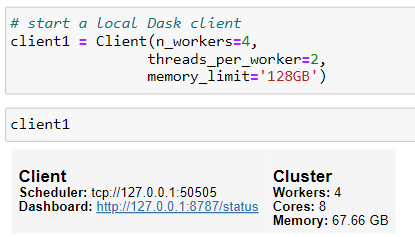 # start a local Dask client
client1 = Client(n_workers=4,
threads_per_worker=2,
memory_limit='128GB')
client1
Client
Scheduler: tcp://127.0.0.1:50505
Dashboard: http://127.0.0.1:8787/status
Cluster
Workers: 4
Cores: 8
Memory: 67.66 GB